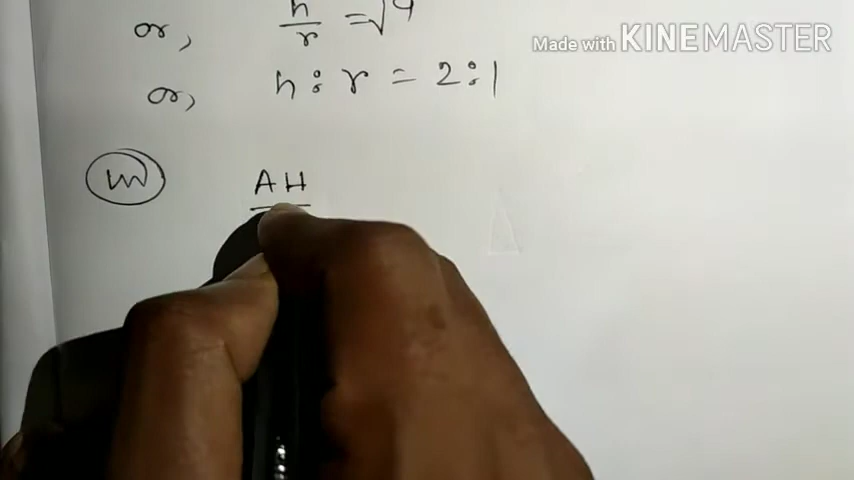 or, h/r = √4
Made with KINEMASTER
or, h : r = 2 : 1
AH